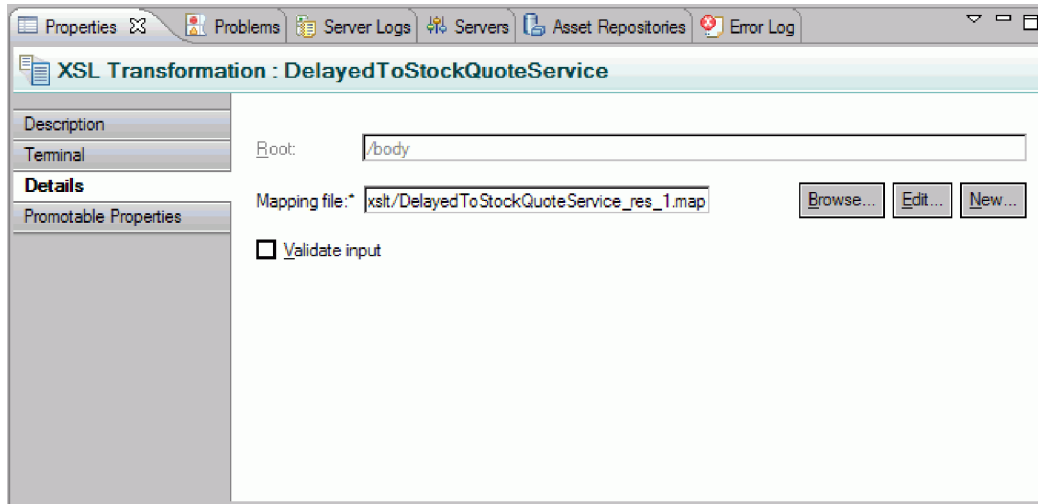 Properties Problems Server Logs Servers Asset Repositories Error Log
XSL Transformation : DelayedToStockQuoteService
Description
Terminal
Details
Promotable Properties
Root: /body
Mapping file:* xslt/DelayedToStockQuoteService_res_1.map Browse... Edit... New...
Validate input